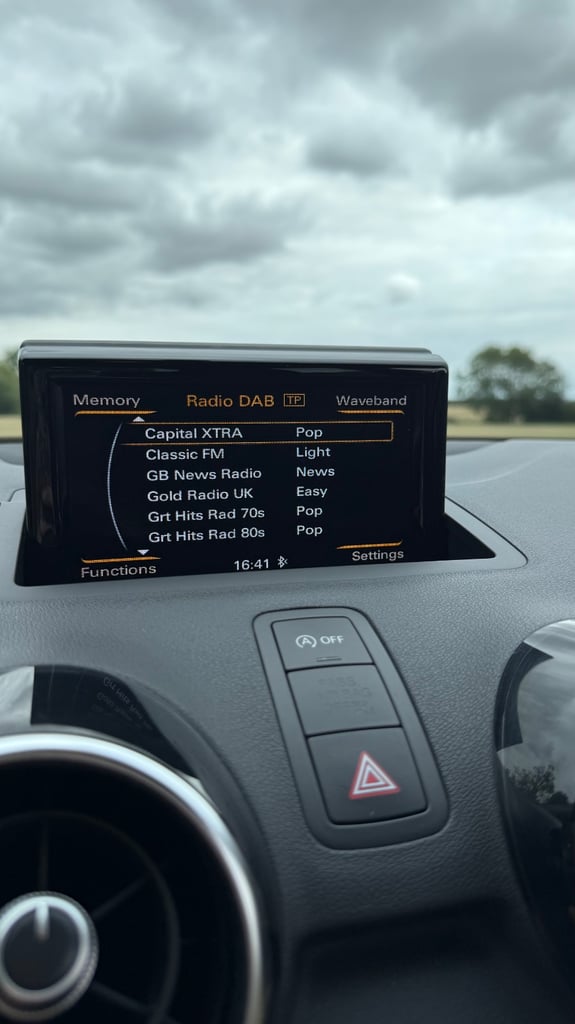 Memory Radio DAB TP Waveband
Capital XTRA Pop
Classic FM Light
GB News Radio News
Gold Radio UK Easy
Grt Hits Rad 70s Pop
Grt Hits Rad 80s Pop
Functions 16:41 Settings
A OFF